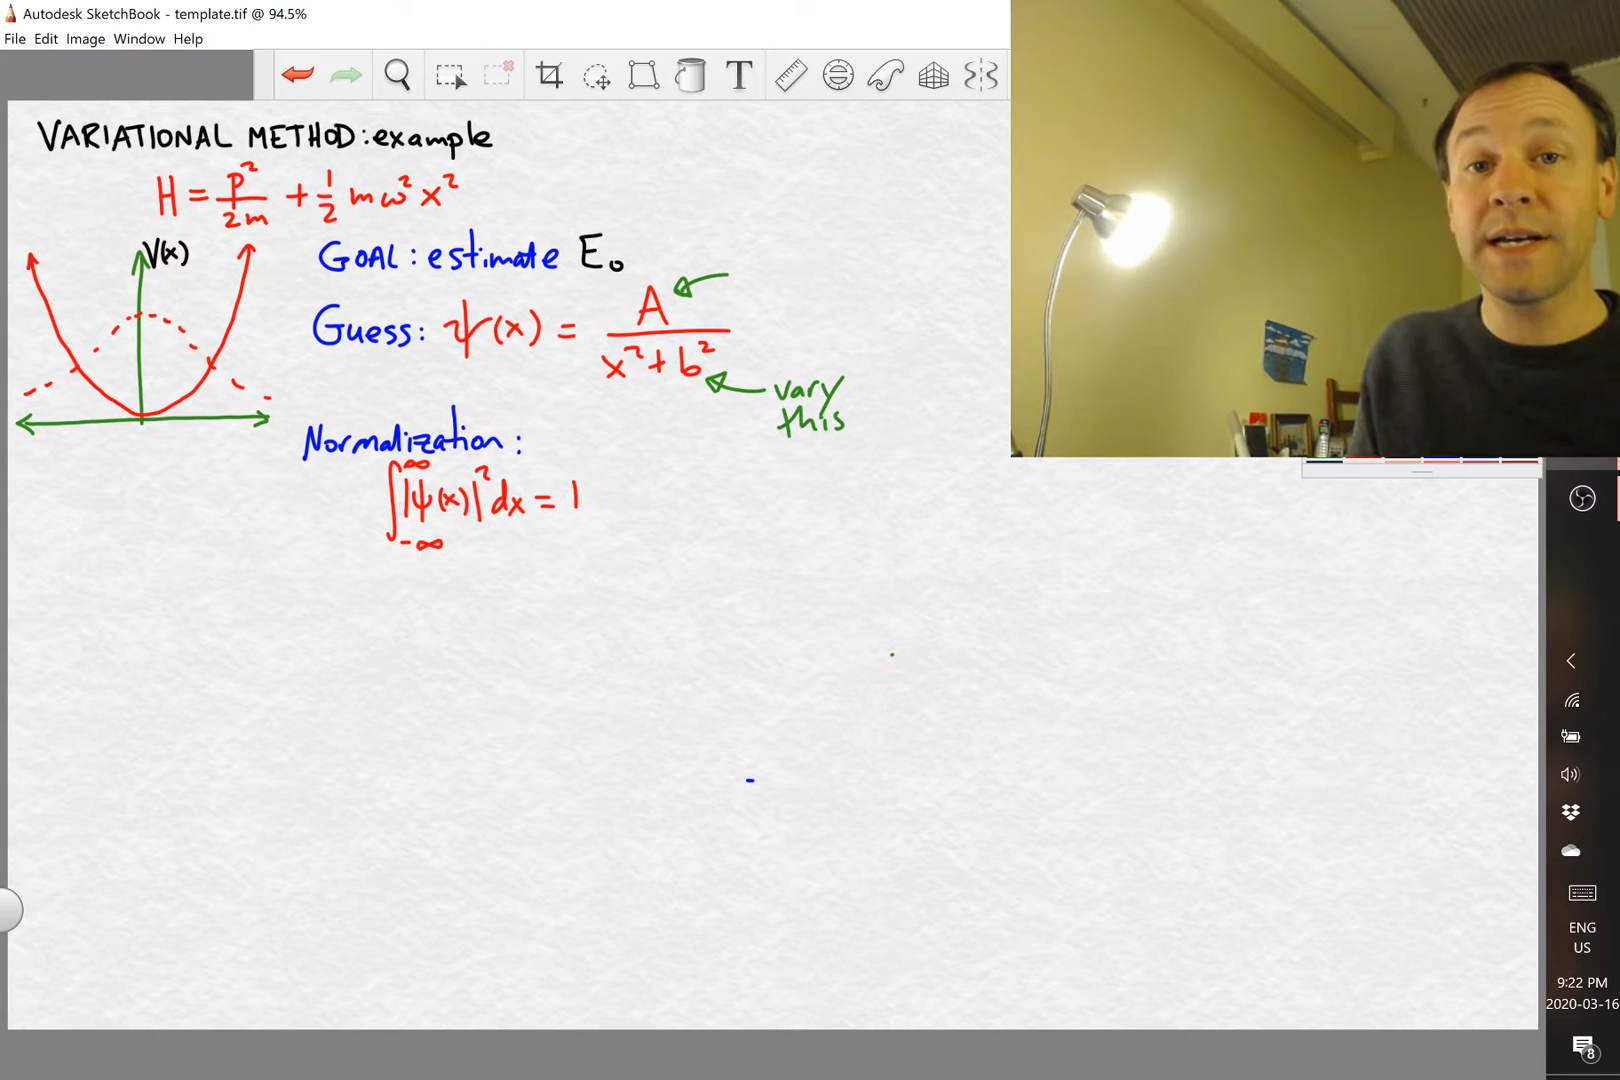 Autodesk SketchBook - template.tif @ 94.5%
File Edit Image Window Help
T
VARIATIONAL METHOD: example
H = p²/2m + 1/2 mω²x²
V(x)
GOAL: estimate E₀
Guess: ψ(x) = A/(x² + b²)
vary
this
Normalization:
∫_{-∞}^{∞} |ψ(x)|² dx = 1
ENG
US
9:22 PM
2020-03-16
8